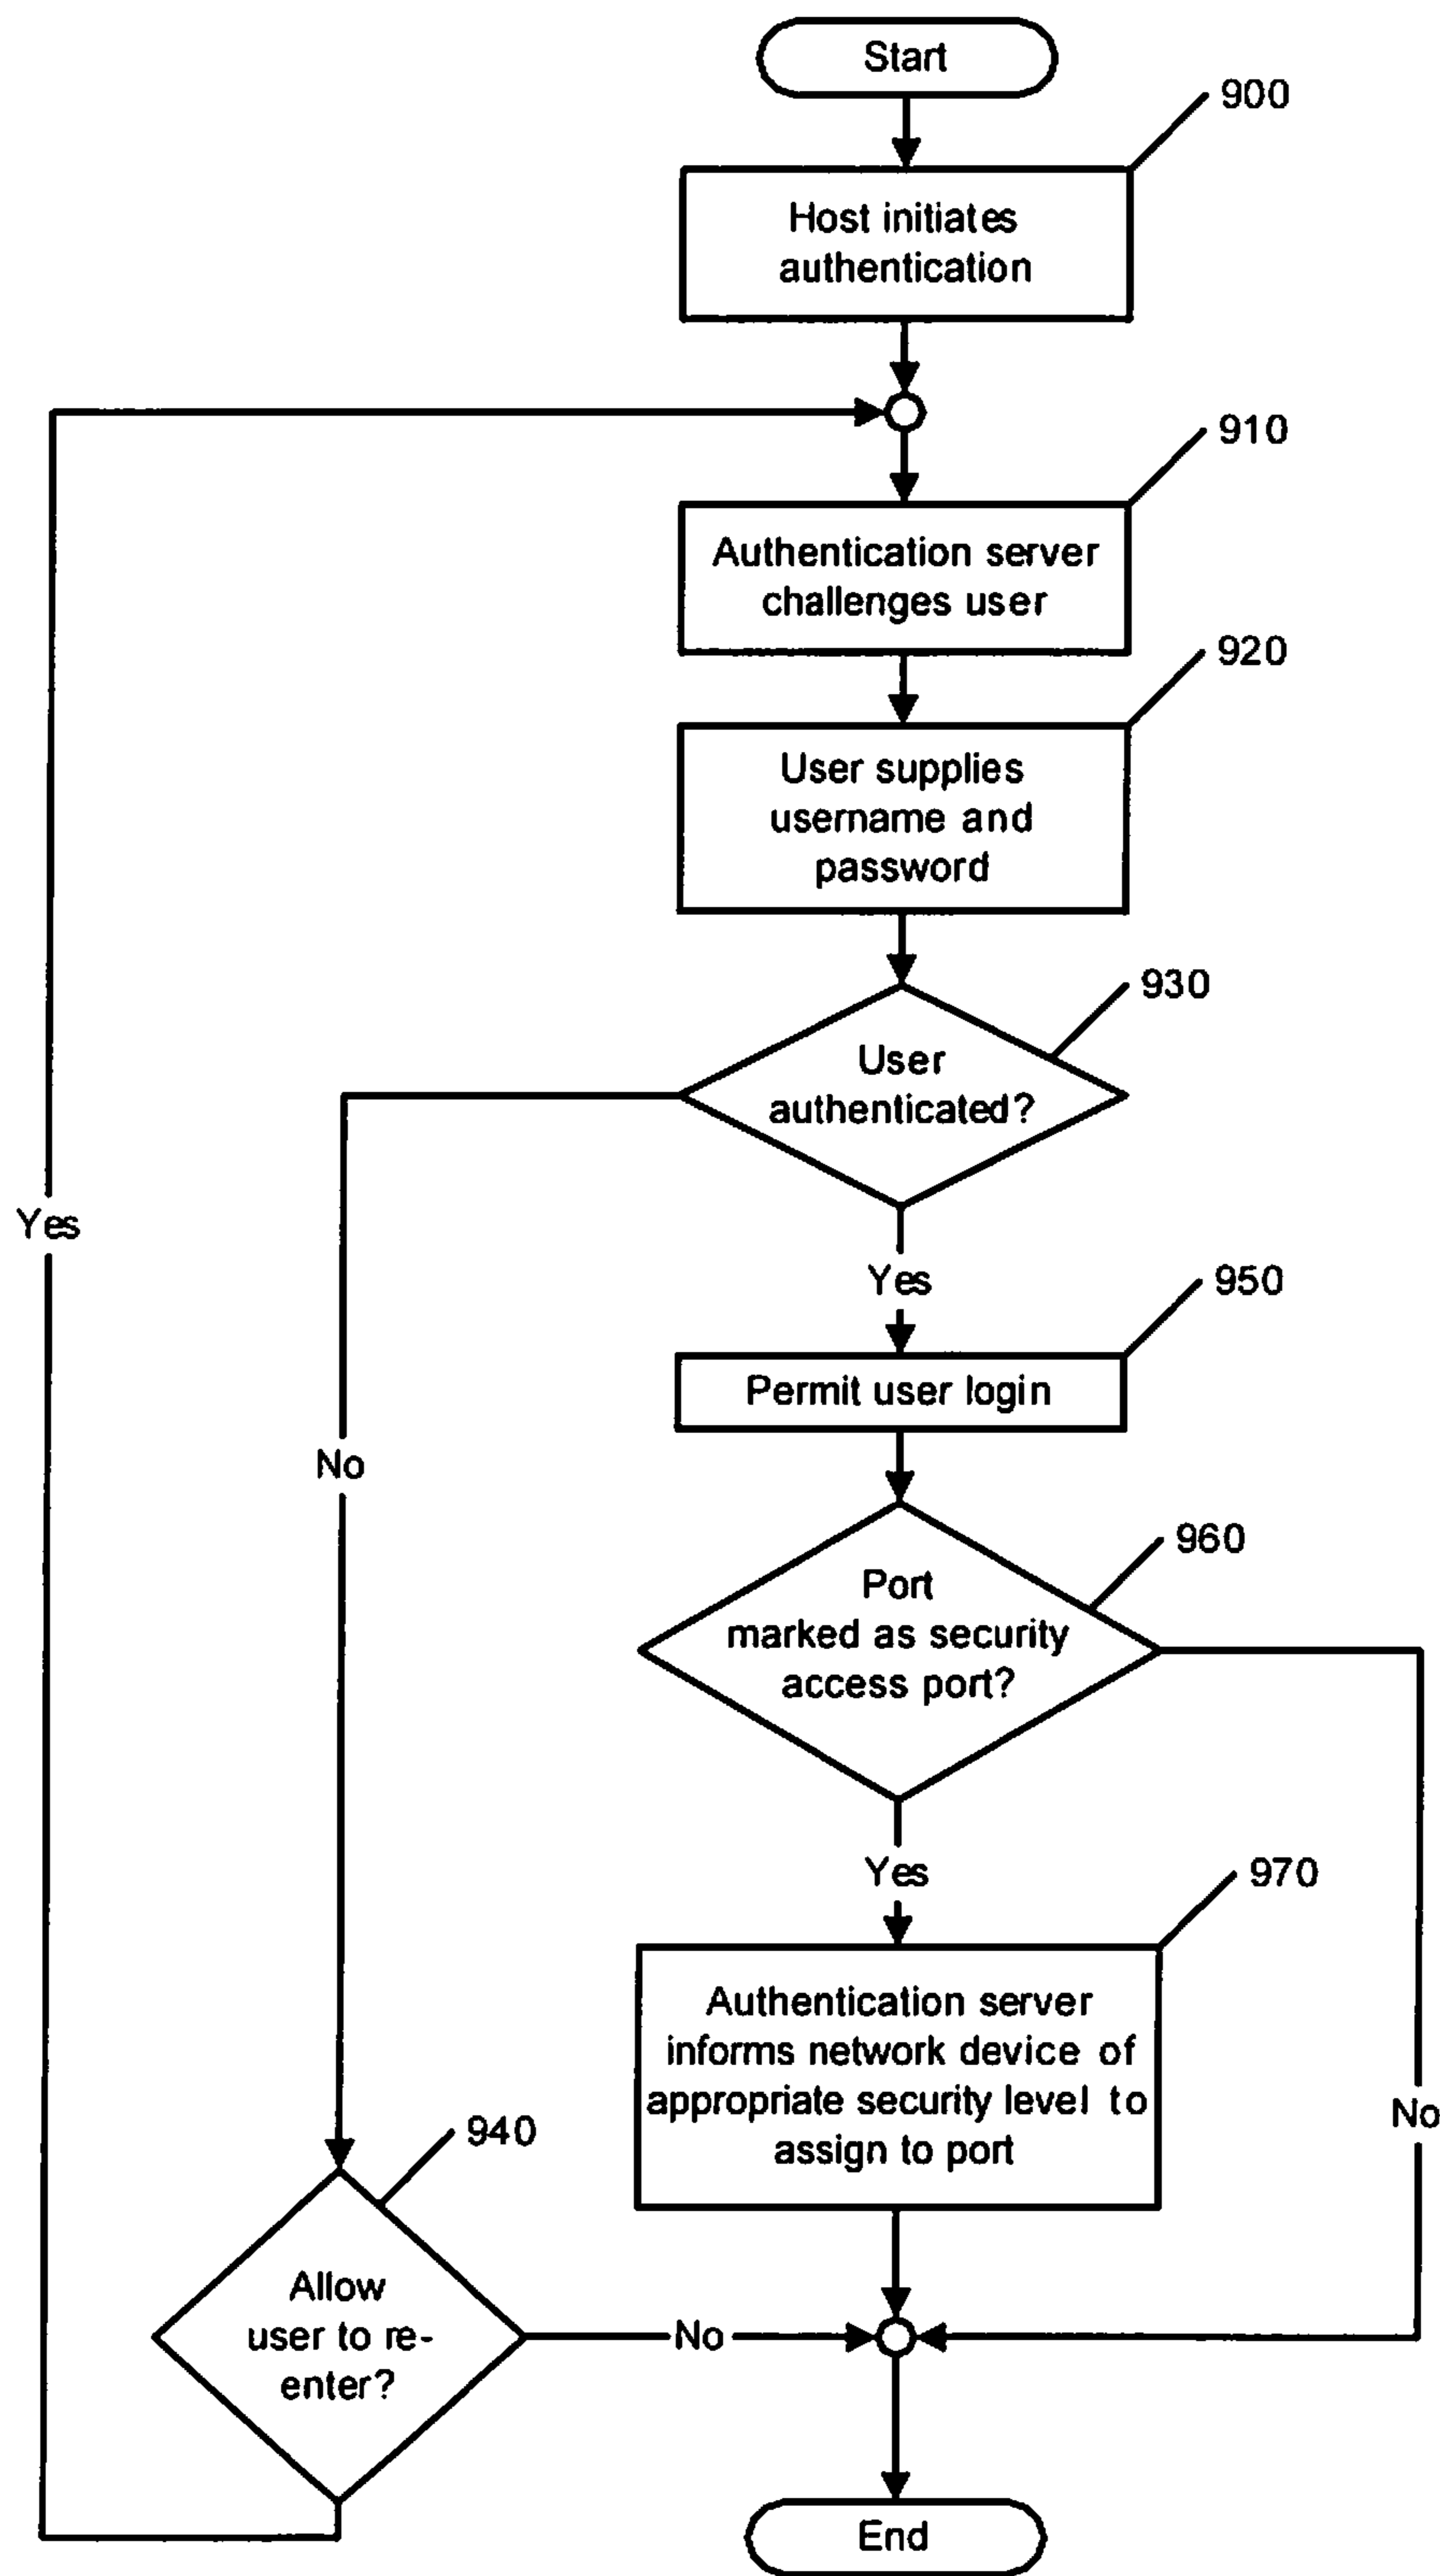 Start
900
Host initiates
authentication
910
Authentication server
challenges user
920
User supplies
username and
password
930
User
authenticated?
Yes
Yes
950
Permit user login
No
960
Port
marked as security
access port?
Yes
970
Authentication server
informs network device of
appropriate security level to
assign to port
No
940
Allow
user to re-
enter?
No
End